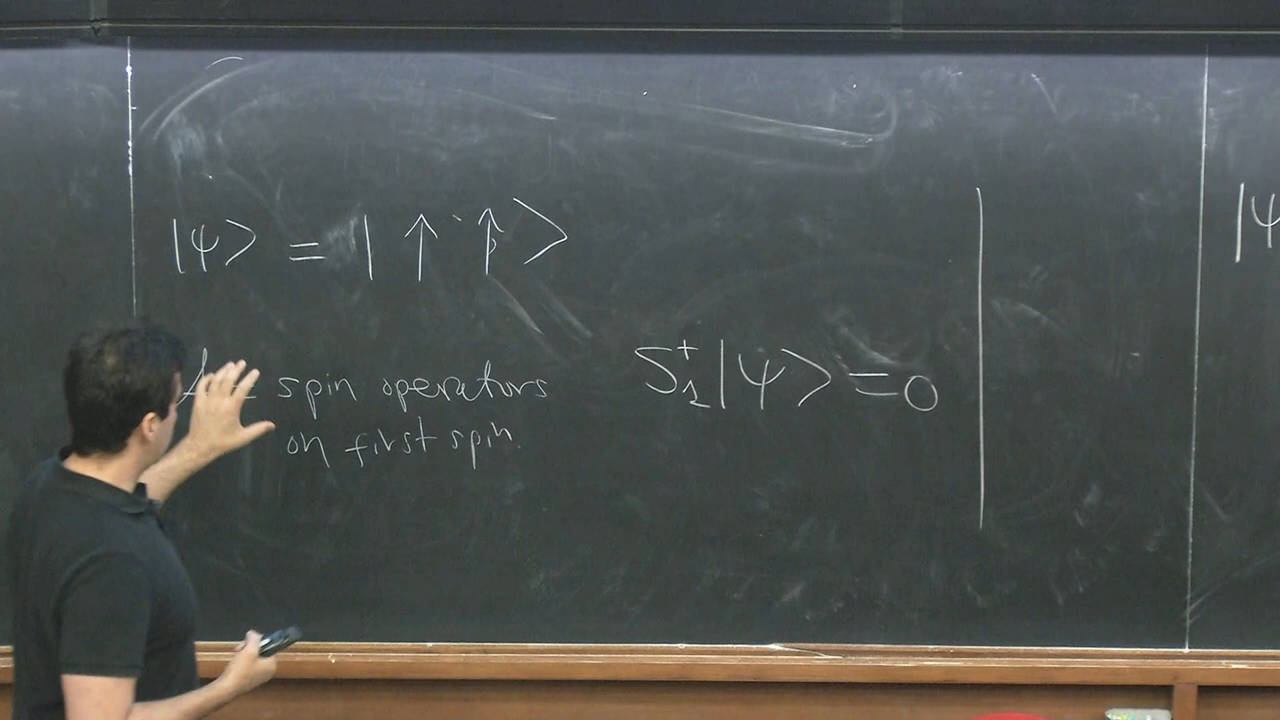 |ψ> = | ↑ ↑ >
spin operators
on first spin.
S₁⁺|ψ> = 0
|ψ